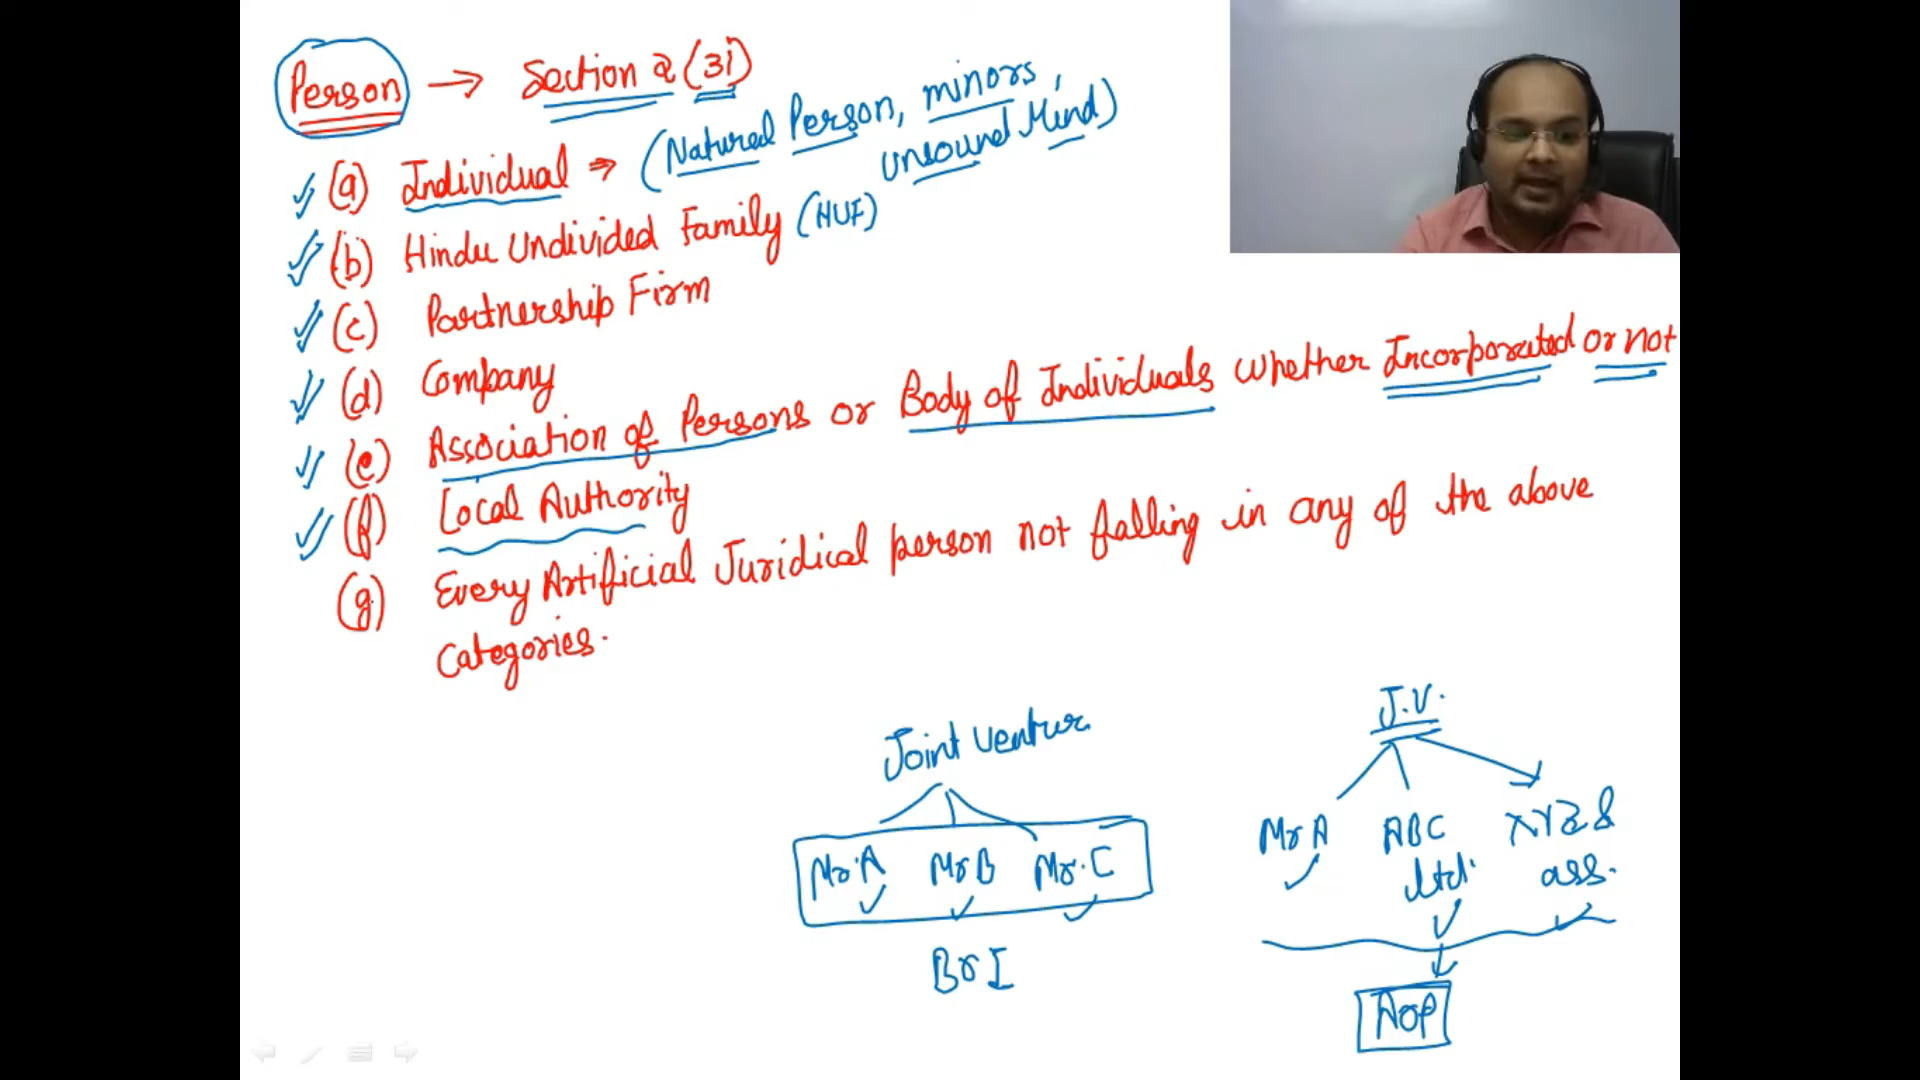 Person → Section 2(31)
(a) Individual → (Natural Person, minors, unsound Mind)
(b) Hindu Undivided Family (HUF)
(c) Partnership Firm
(d) Company
(e) Association of Persons or Body of Individuals whether Incorporated or not
(f) Local Authority
(g) Every Artificial Juridical person not falling in any of the above
Categories.
Joint Ventur
Mr. A Mr B Mr. C
BOI
J.V.
Mr A ABC XYZ &
Ltd. ass.
AOP